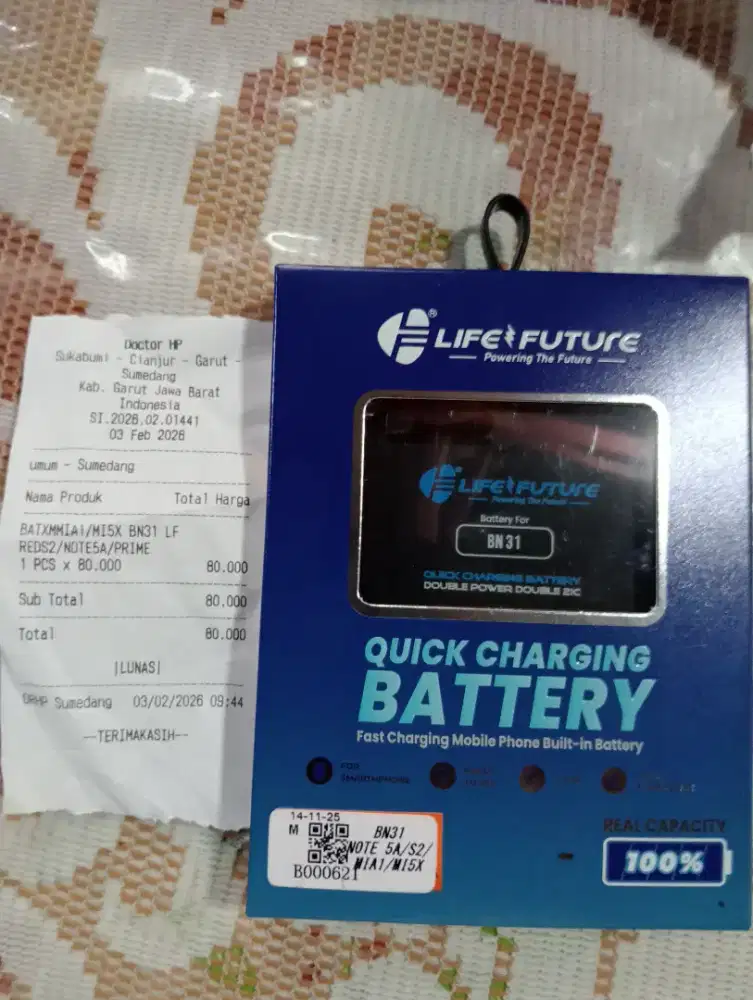 Doctor HP
Sukabumi - Cianjur - Garut -
Sumedang
Kab. Garut Jawa Barat
Indonesia
SI.2026.02.01441
03 Feb 2026
umum - Sumedang
Nama Produk Total Harga
BATXMMIA1/MI5X BN31 LF
REDS2/NOTE5A/PRIME
1 PCS x 80.000 80.000
Sub Total 80.000
Total 80.000
|LUNAS|
DRHP Sumedang 03/02/2026 09:44
--TERIMAKASIH--
LIFE FUTURE ®
Powering The Future
LIFE FUTURE
Powering The Future
Battery For
BN31
QUICK CHARGING BATTERY
DOUBLE POWER DOUBLE 2IC
QUICK CHARGING
BATTERY
Fast Charging Mobile Phone Built-in Battery
FOR
SMARTPHONE
14-11-25
M
BN31
NOTE 5A/S2/
MIA1/MI5X
B000621
REAL CAPACITY
100%